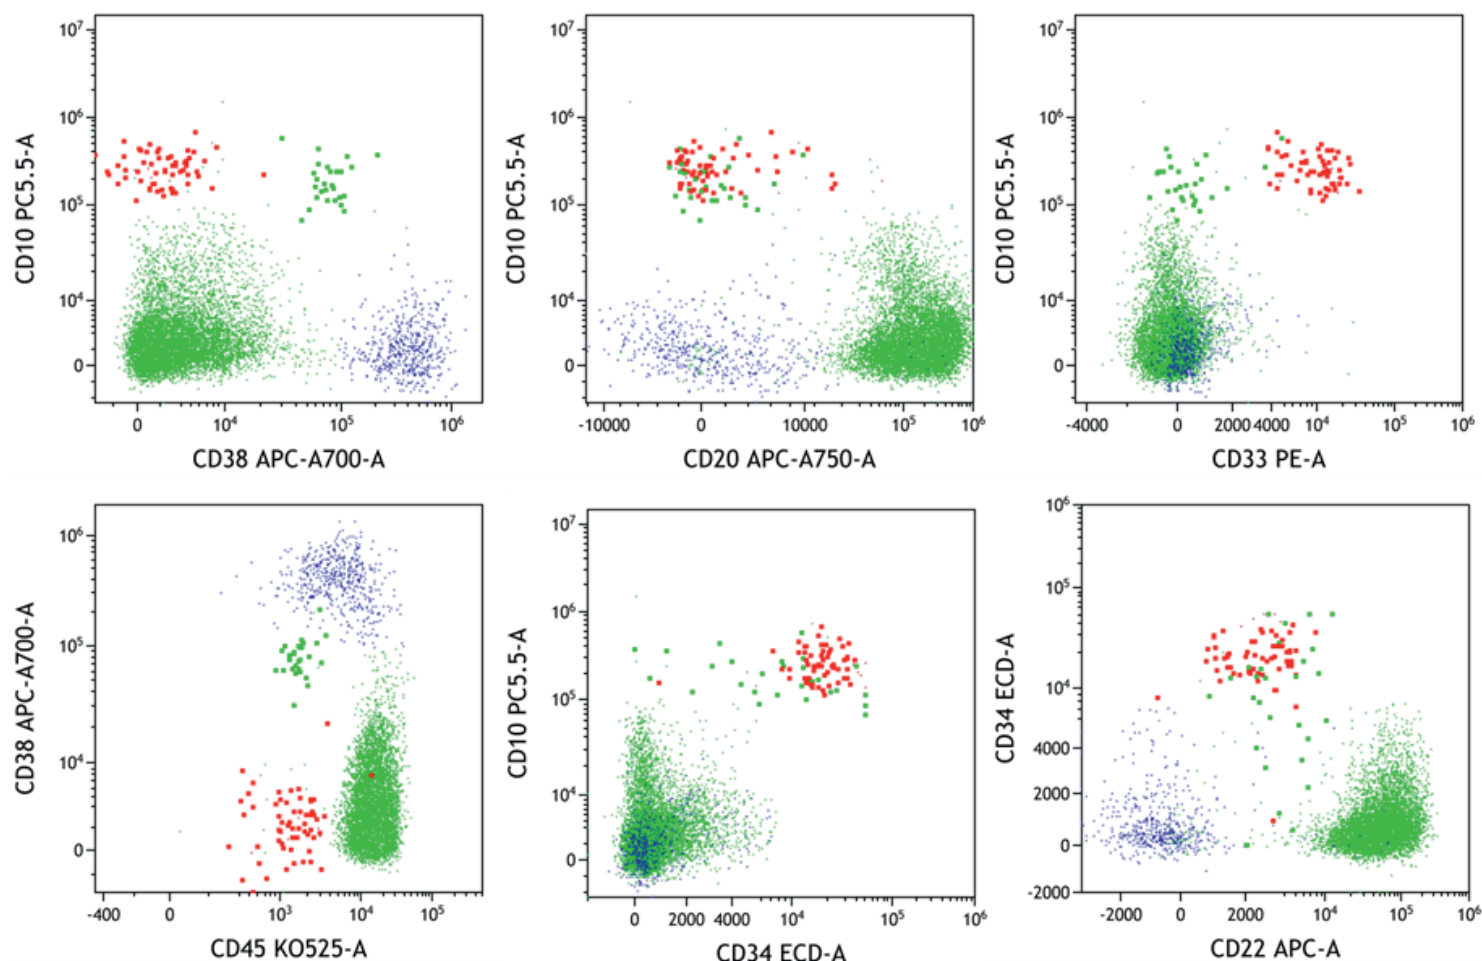 10⁷
10⁶
10⁵
10⁴
0
CD10 PC5.5-A
0 10⁴ 10⁵ 10⁶
CD38 APC-A700-A
10⁷
10⁶
10⁵
10⁴
0
CD10 PC5.5-A
-10000 0 10000 10⁵ 10⁶
CD20 APC-A750-A
10⁷
10⁶
10⁵
10⁴
0
CD10 PC5.5-A
-4000 0 2000 4000 10⁴ 10⁵ 10⁶
CD33 PE-A
10⁶
10⁵
10⁴
0
CD38 APC-A700-A
-400 0 10³ 10⁴ 10⁵
CD45 KO525-A
10⁷
10⁶
10⁵
10⁴
0
CD10 PC5.5-A
0 2000 4000 10⁴ 10⁵ 10⁶
CD34 ECD-A
10⁶
10⁵
10⁴
4000
2000
0
-2000
CD34 ECD-A
-2000 0 2000 10⁴ 10⁵ 10⁶
CD22 APC-A